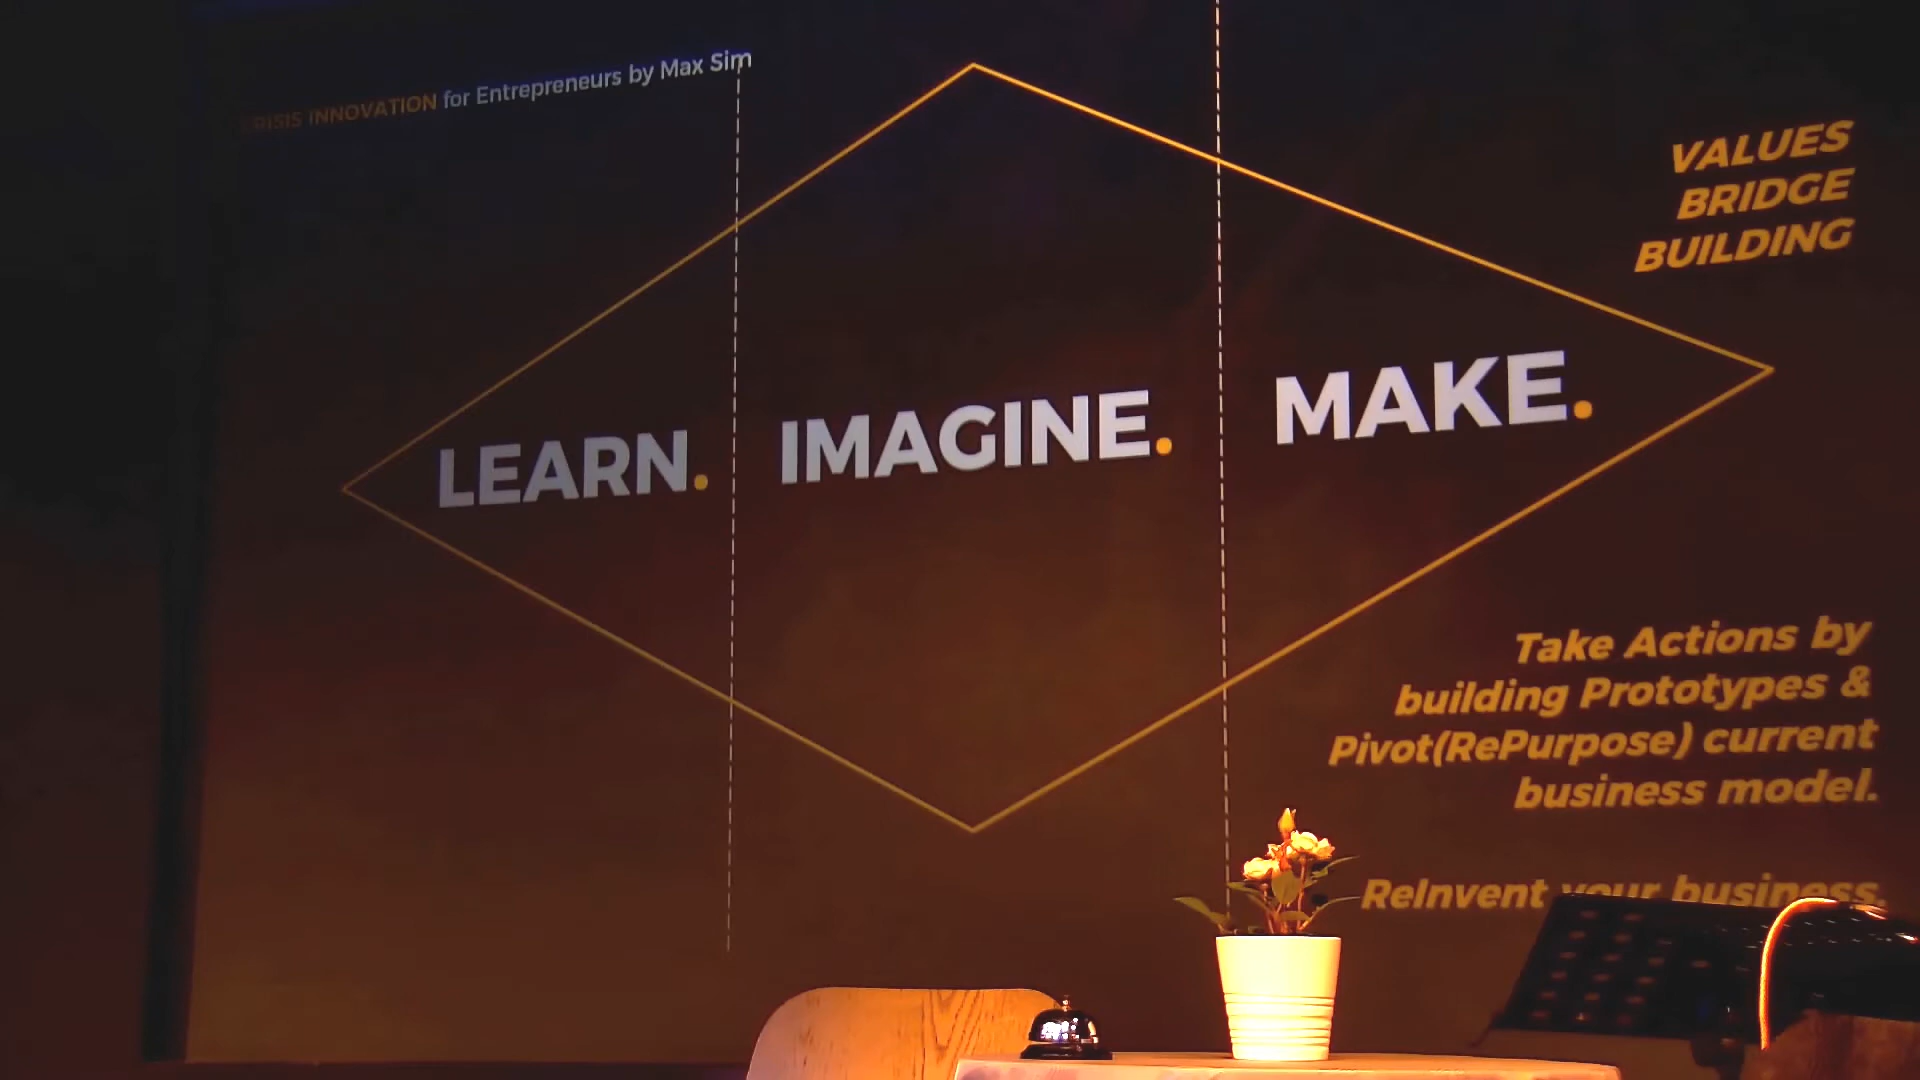 CRISIS INNOVATION for Entrepreneurs by Max Sim
VALUES
BRIDGE
BUILDING
LEARN. IMAGINE. MAKE.
Take Actions by
building Prototypes &
Pivot(RePurpose) current
business model.
ReInvent your business.